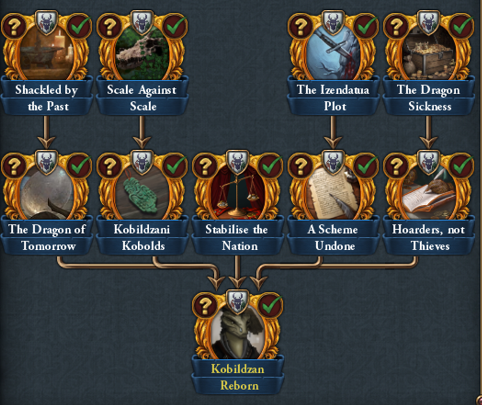 ?
?
?
?
Shackled by
the Past
Scale Against
Scale
The Izendatua
Plot
The Dragon
Sickness
?
?
?
?
?
The Dragon of
Tomorrow
Kobildzani
Kobolds
Stabilise the
Nation
A Scheme
Undone
Hoarders, not
Thieves
?
Kobildzan
Reborn